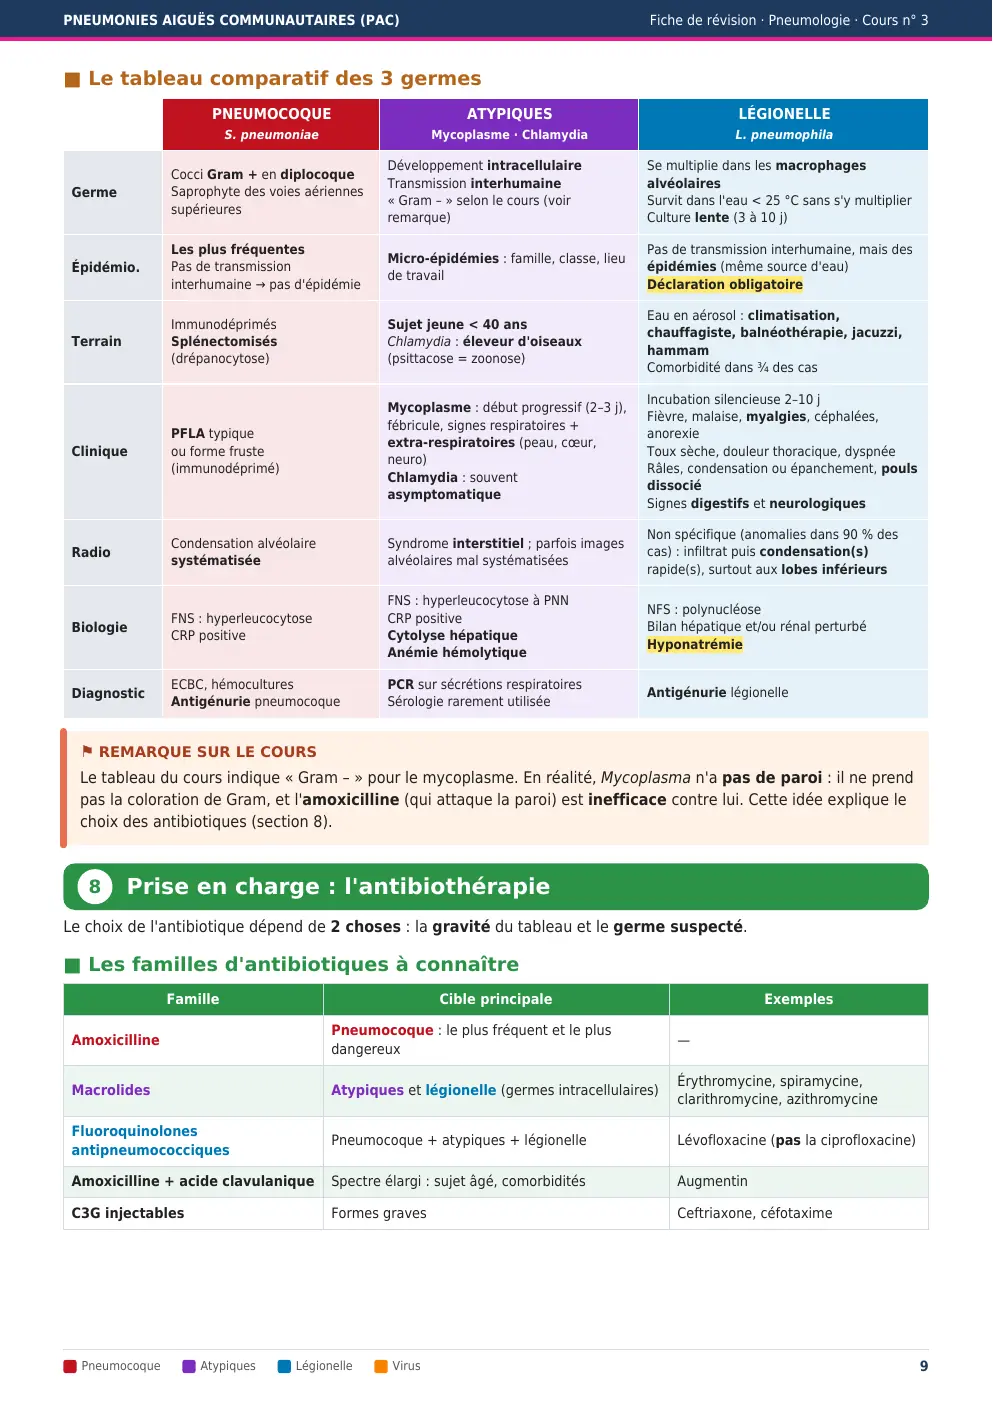 PNEUMONIES AIGUËS COMMUNAUTAIRES (PAC)
Fiche de révision · Pneumologie · Cours n° 3
■ Le tableau comparatif des 3 germes
PNEUMOCOQUE
S. pneumoniae
ATYPIQUES
Mycoplasme · Chlamydia
LÉGIONELLE
L. pneumophila
Germe
Cocci Gram + en diplocoque
Saprophyte des voies aériennes
supérieures
Développement intracellulaire
Transmission interhumaine
« Gram – » selon le cours (voir
remarque)
Se multiplie dans les macrophages
alvéolaires
Survit dans l'eau < 25 °C sans s'y multiplier
Culture lente (3 à 10 j)
Épidémio.
Les plus fréquentes
Pas de transmission
interhumaine → pas d'épidémie
Micro-épidémies : famille, classe, lieu
de travail
Pas de transmission interhumaine, mais des
épidémies (même source d'eau)
Déclaration obligatoire
Terrain
Immunodéprimés
Splénectomisés
(drépanocytose)
Sujet jeune < 40 ans
Chlamydia : éleveur d'oiseaux
(psittacose = zoonose)
Eau en aérosol : climatisation,
chauffagiste, balnéothérapie, jacuzzi,
hammam
Comorbidité dans ¾ des cas
Clinique
PFLA typique
ou forme fruste
(immunodéprimé)
Mycoplasme : début progressif (2–3 j),
fébricule, signes respiratoires +
extra-respiratoires (peau, cœur,
neuro)
Chlamydia : souvent
asymptomatique
Incubation silencieuse 2–10 j
Fièvre, malaise, myalgies, céphalées,
anorexie
Toux sèche, douleur thoracique, dyspnée
Râles, condensation ou épanchement, pouls
dissocié
Signes digestifs et neurologiques
Radio
Condensation alvéolaire
systématisée
Syndrome interstitiel ; parfois images
alvéolaires mal systématisées
Non spécifique (anomalies dans 90 % des
cas) : infiltrat puis condensation(s)
rapide(s), surtout aux lobes inférieurs
Biologie
FNS : hyperleucocytose
CRP positive
FNS : hyperleucocytose à PNN
CRP positive
Cytolyse hépatique
Anémie hémolytique
NFS : polynucléose
Bilan hépatique et/ou rénal perturbé
Hyponatrémie
Diagnostic
ECBC, hémocultures
Antigénurie pneumocoque
PCR sur sécrétions respiratoires
Sérologie rarement utilisée
Antigénurie légionelle
⚑ REMARQUE SUR LE COURS
Le tableau du cours indique « Gram – » pour le mycoplasme. En réalité, Mycoplasma n'a pas de paroi : il ne prend
pas la coloration de Gram, et l'amoxicilline (qui attaque la paroi) est inefficace contre lui. Cette idée explique le
choix des antibiotiques (section 8).
8 Prise en charge : l'antibiothérapie
Le choix de l'antibiotique dépend de 2 choses : la gravité du tableau et le germe suspecté.
■ Les familles d'antibiotiques à connaître
Famille
Cible principale
Exemples
Amoxicilline
Pneumocoque : le plus fréquent et le plus
dangereux
—
Macrolides
Atypiques et légionelle (germes intracellulaires)
Érythromycine, spiramycine,
clarithromycine, azithromycine
Fluoroquinolones
antipneumococciques
Pneumocoque + atypiques + légionelle
Lévofloxacine (pas la ciprofloxacine)
Amoxicilline + acide clavulanique
Spectre élargi : sujet âgé, comorbidités
Augmentin
C3G injectables
Formes graves
Ceftriaxone, céfotaxime
Pneumocoque
Atypiques
Légionelle
Virus
9